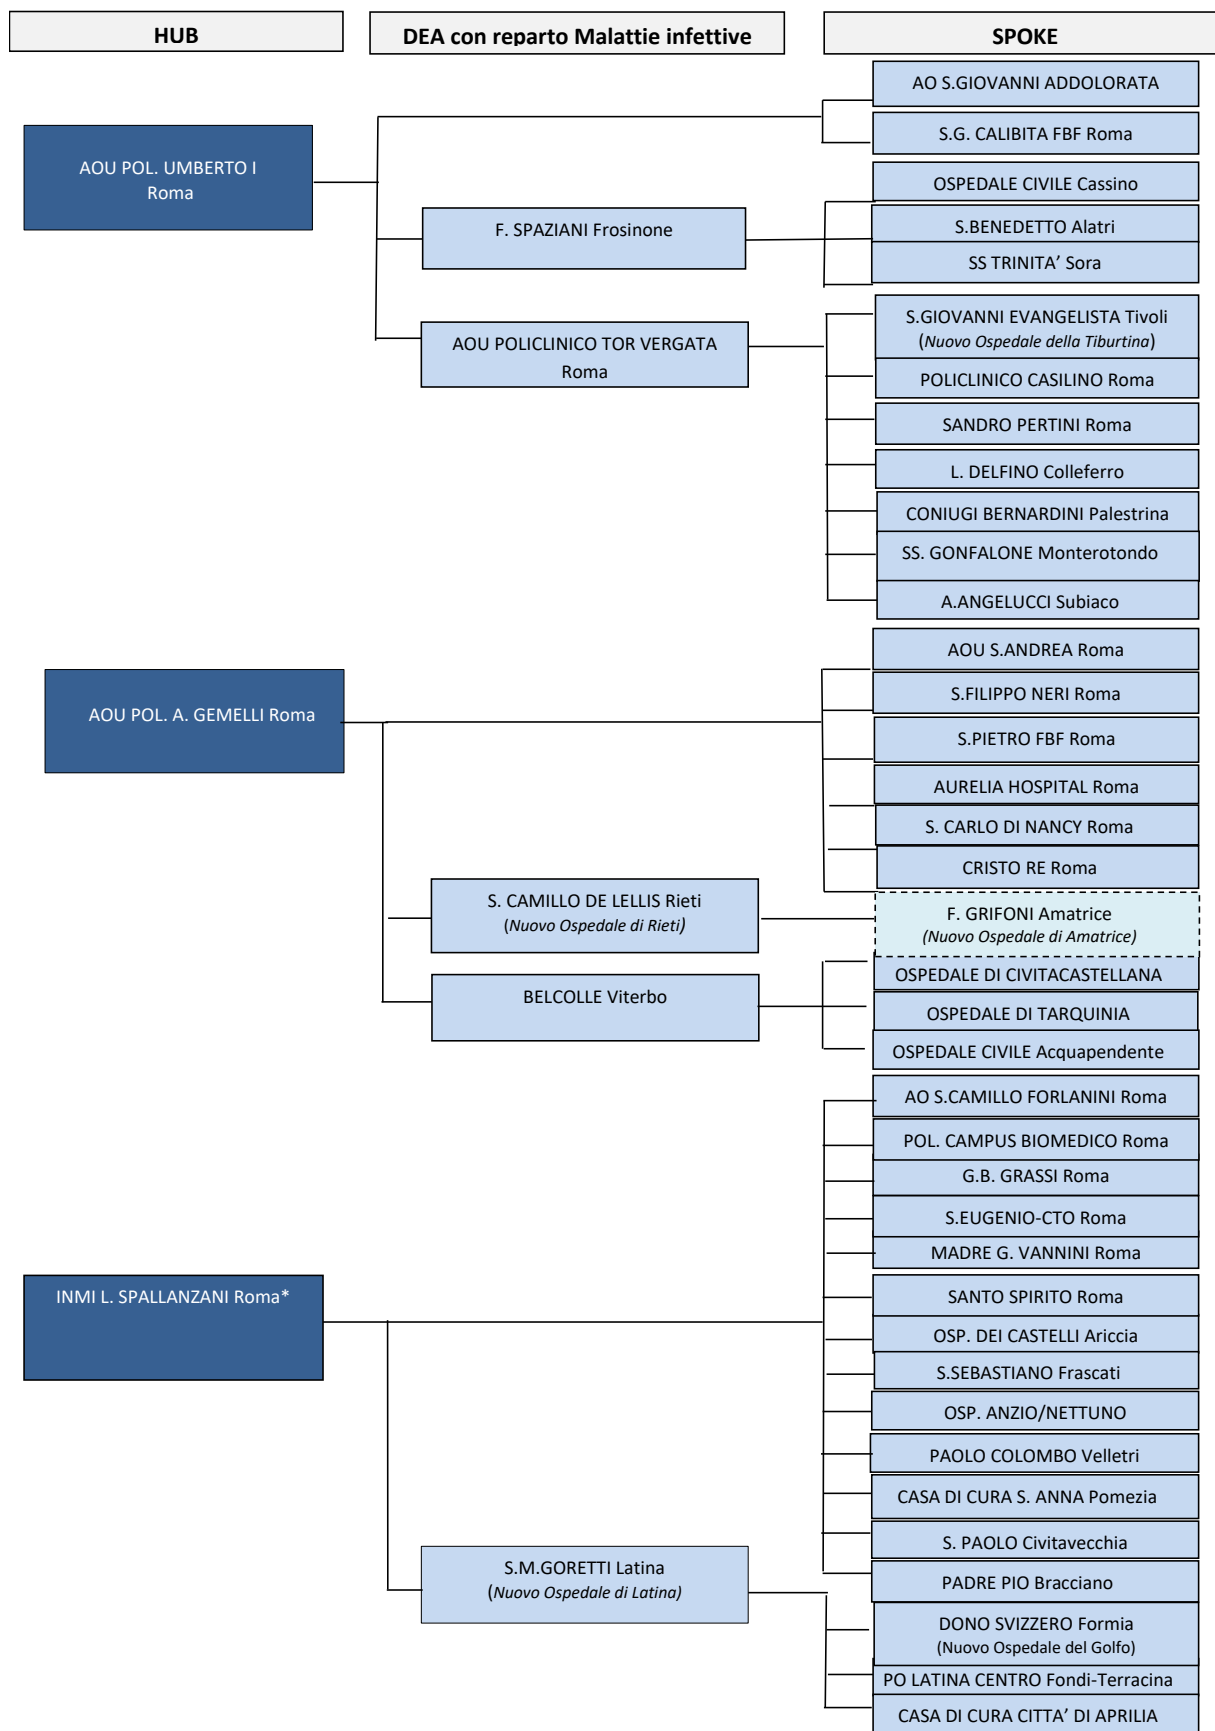 HUB
DEA con reparto Malattie infettive
SPOKE
AO S.GIOVANNI ADDOLORATA
S.G. CALIBITA FBF Roma
AOU POL. UMBERTO I
Roma
OSPEDALE CIVILE Cassino
F. SPAZIANI Frosinone
S.BENEDETTO Alatri
SS TRINITA’ Sora
AOU POLICLINICO TOR VERGATA
Roma
S.GIOVANNI EVANGELISTA Tivoli
(Nuovo Ospedale della Tiburtina)
POLICLINICO CASILINO Roma
SANDRO PERTINI Roma
L. DELFINO Colleferro
CONIUGI BERNARDINI Palestrina
SS. GONFALONE Monterotondo
A.ANGELUCCI Subiaco
AOU POL. A. GEMELLI Roma
AOU S.ANDREA Roma
S.FILIPPO NERI Roma
S.PIETRO FBF Roma
AURELIA HOSPITAL Roma
S. CARLO DI NANCY Roma
CRISTO RE Roma
S. CAMILLO DE LELLIS Rieti
(Nuovo Ospedale di Rieti)
F. GRIFONI Amatrice
(Nuovo Ospedale di Amatrice)
BELCOLLE Viterbo
OSPEDALE DI CIVITACASTELLANA
OSPEDALE DI TARQUINIA
OSPEDALE CIVILE Acquapendente
INMI L. SPALLANZANI Roma*
AO S.CAMILLO FORLANINI Roma
POL. CAMPUS BIOMEDICO Roma
G.B. GRASSI Roma
S.EUGENIO-CTO Roma
MADRE G. VANNINI Roma
SANTO SPIRITO Roma
OSP. DEI CASTELLI Ariccia
S.SEBASTIANO Frascati
OSP. ANZIO/NETTUNO
PAOLO COLOMBO Velletri
CASA DI CURA S. ANNA Pomezia
S. PAOLO Civitavecchia
PADRE PIO Bracciano
S.M.GORETTI Latina
(Nuovo Ospedale di Latina)
DONO SVIZZERO Formia
(Nuovo Ospedale del Golfo)
PO LATINA CENTRO Fondi-Terracina
CASA DI CURA CITTA’ DI APRILIA